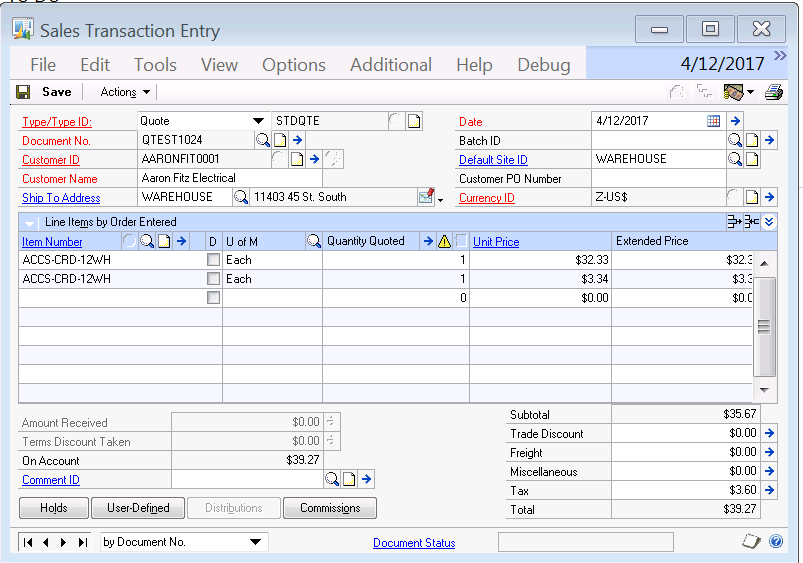 Sales Transaction Entry
File Edit Tools View Options Additional Help Debug 4/12/2017 »
Save Actions
Type/Type ID: Quote STDQTE Date 4/12/2017
Document No. QTEST1024 Batch ID
Customer ID AARONFIT0001 Default Site ID WAREHOUSE
Customer Name Aaron Fitz Electrical Customer PO Number
Ship To Address WAREHOUSE 11403 45 St. South Currency ID Z-US$
Line Items by Order Entered
Item Number D U of M Quantity Quoted Unit Price Extended Price
ACCS-CRD-12WH Each 1 $32.33 $32.3
ACCS-CRD-12WH Each 1 $3.34 $3.3
0 $0.00 $0.0
Amount Received $0.00 Subtotal $35.67
Terms Discount Taken $0.00 Trade Discount $0.00
On Account $39.27 Freight $0.00
Comment ID Miscellaneous $0.00
Tax $3.60
Holds User-Defined Distributions Commissions Total $39.27
by Document No. Document Status